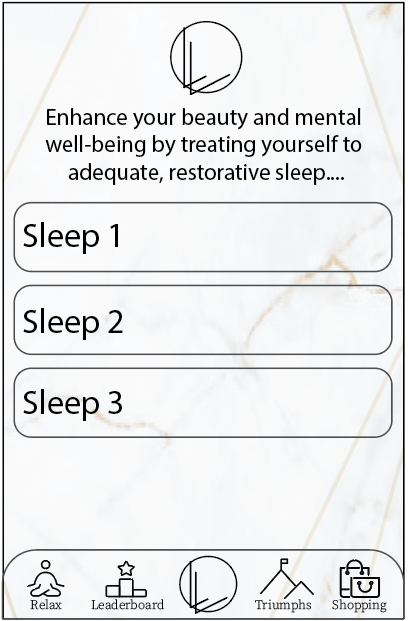 Enhance your beauty and mental
well-being by treating yourself to
adequate, restorative sleep....
Sleep 1
Sleep 2
Sleep 3
Relax
Leaderboard
Triumphs
Shopping